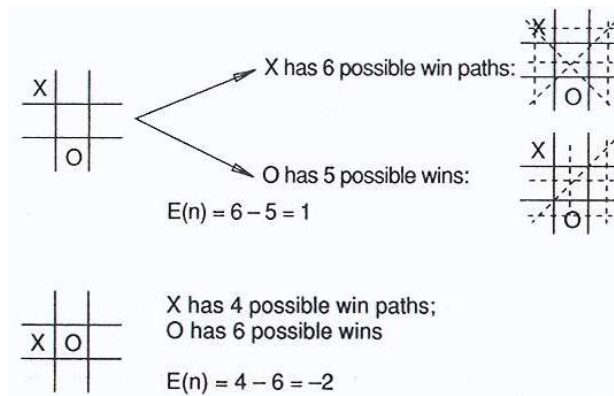 X has 6 possible win paths:
X
O
X
O
O has 5 possible wins:
X
O
E(n) = 6 – 5 = 1
X has 4 possible win paths;
O has 6 possible wins
X O
E(n) = 4 – 6 = –2